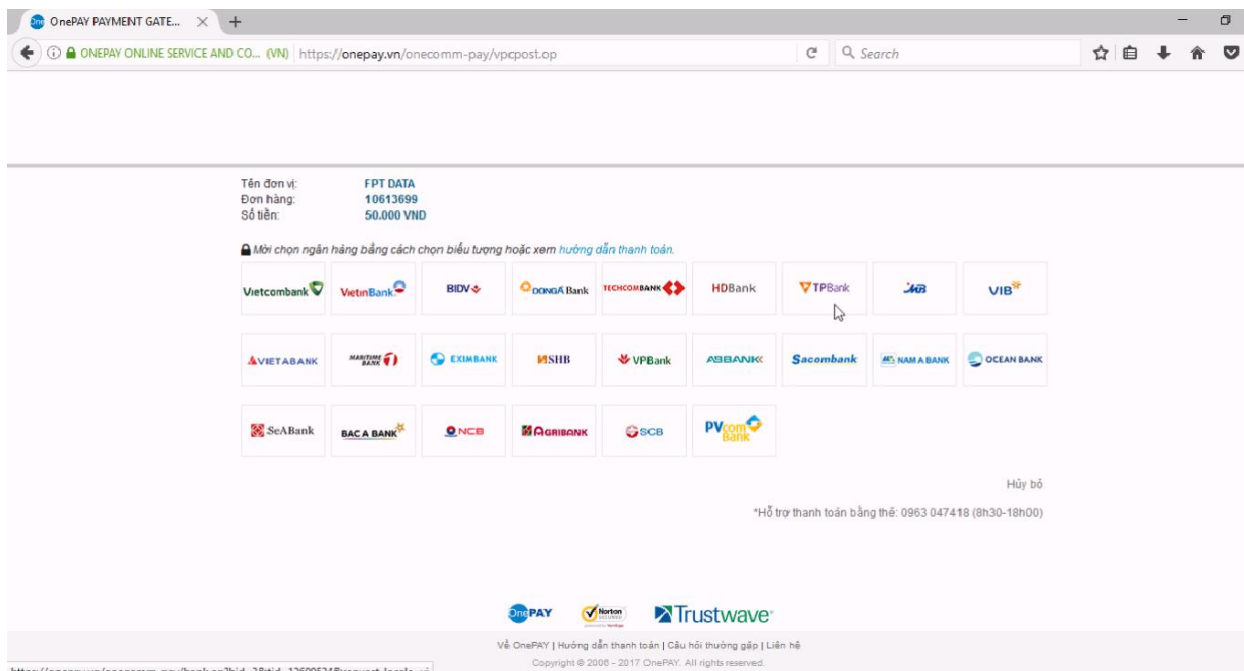 OnePAY PAYMENT GATE...
ONEPAY ONLINE SERVICE AND CO... (VN) https://onepay.vn/onecomm-pay/vpcpost.op Search
Tên đơn vị: FPT DATA
Đơn hàng: 10613699
Số tiền: 50.000 VND
Mời chọn ngân hàng bằng cách chọn biểu tượng hoặc xem hướng dẫn thanh toán.
Vietcombank VietinBank BIDV DONGA Bank TECHCOMBANK HDBank TPBank MB VIB
VIETABANK MARITIME BANK EXIMBANK SHB VPBank ABBANK Sacombank NAM A BANK OCEAN BANK
SeABank BAC A BANK NCB AGRIBANK SCB PVcom Bank
Hủy bỏ
*Hỗ trợ thanh toán bằng thẻ: 0963 047418 (8h30-18h00)
OnePAY Norton SECURED Trustwave
Về OnePAY | Hướng dẫn thanh toán | Câu hỏi thường gặp | Liên hệ
Copyright © 2006 - 2017 OnePAY. All rights reserved.